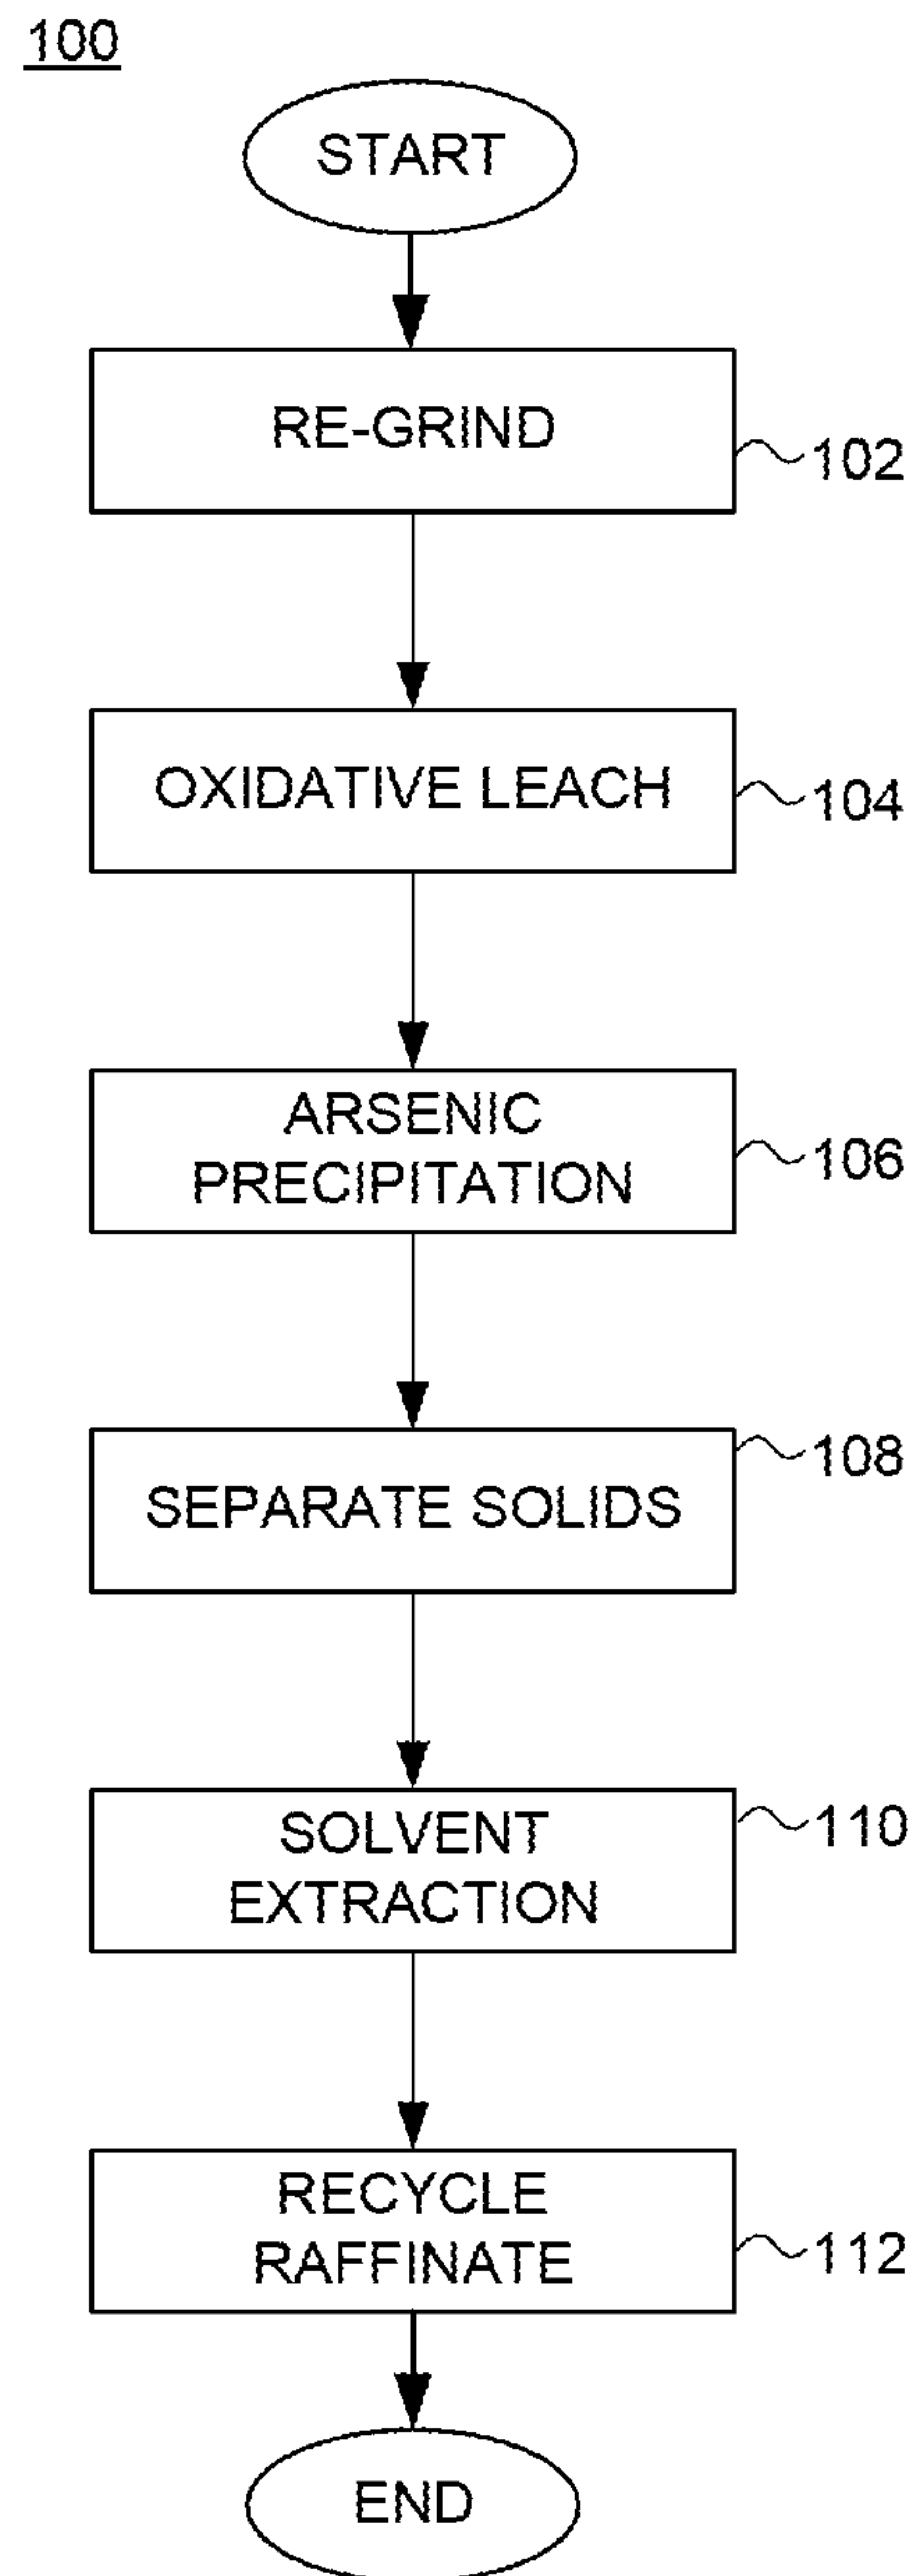 100
START
RE-GRIND
102
OXIDATIVE LEACH
104
ARSENIC
PRECIPITATION
106
SEPARATE SOLIDS
108
SOLVENT
EXTRACTION
110
RECYCLE
RAFFINATE
112
END